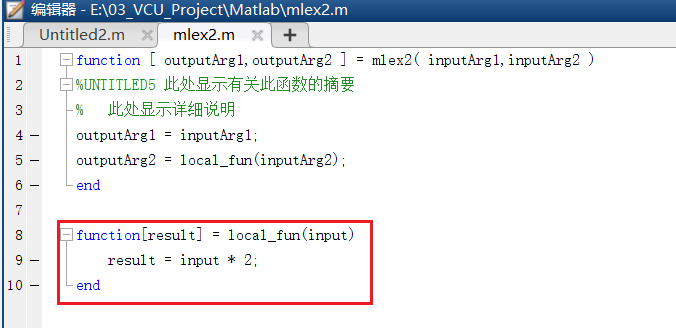 编辑器 - E:\03_VCU_Project\Matlab\mlex2.m
Untitled2.m × mlex2.m × +
1 function [ outputArg1,outputArg2 ] = mlex2( inputArg1,inputArg2 )
2 %UNTITLED5 此处显示有关此函数的摘要
3 %   此处显示详细说明
4 – outputArg1 = inputArg1;
5 – outputArg2 = local_fun(inputArg2);
6 – end
7
8 function[result] = local_fun(input)
9 –     result = input * 2;
10 – end